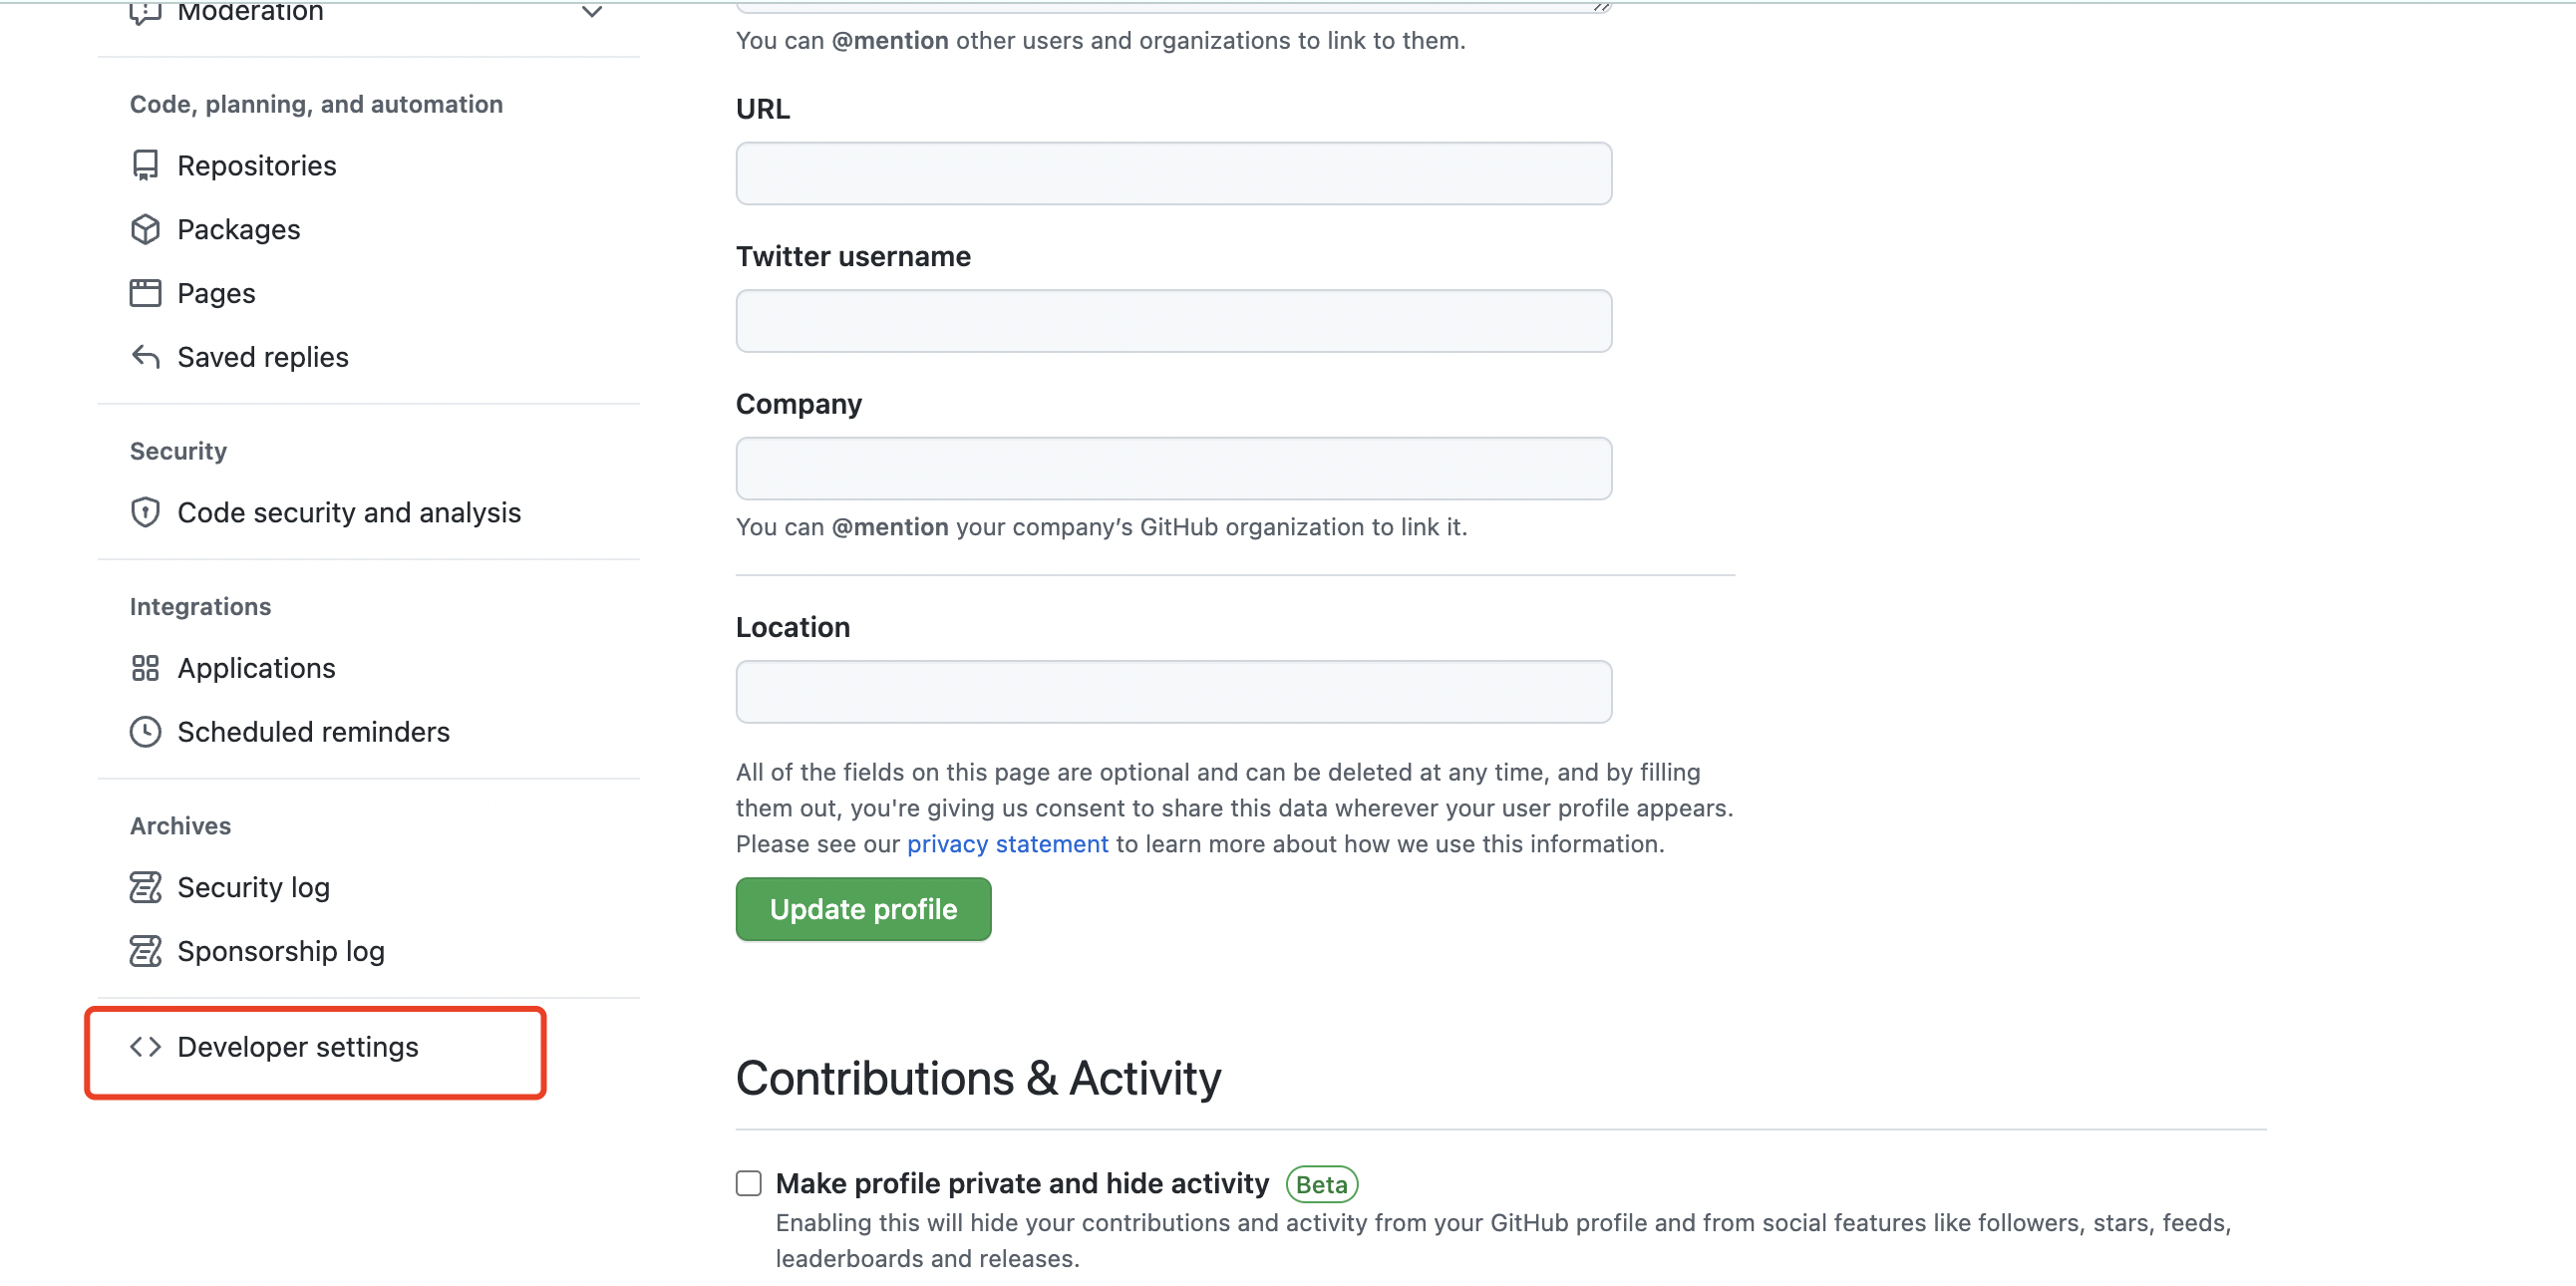 Moderation
Code, planning, and automation
Repositories
Packages
Pages
Saved replies
Security
Code security and analysis
Integrations
Applications
Scheduled reminders
Archives
Security log
Sponsorship log
Developer settings
You can @mention other users and organizations to link to them.
URL
Twitter username
Company
You can @mention your company’s GitHub organization to link it.
Location
All of the fields on this page are optional and can be deleted at any time, and by filling
them out, you're giving us consent to share this data wherever your user profile appears.
Please see our privacy statement to learn more about how we use this information.
Update profile
Contributions & Activity
Make profile private and hide activity Beta
Enabling this will hide your contributions and activity from your GitHub profile and from social features like followers, stars, feeds,
leaderboards and releases.